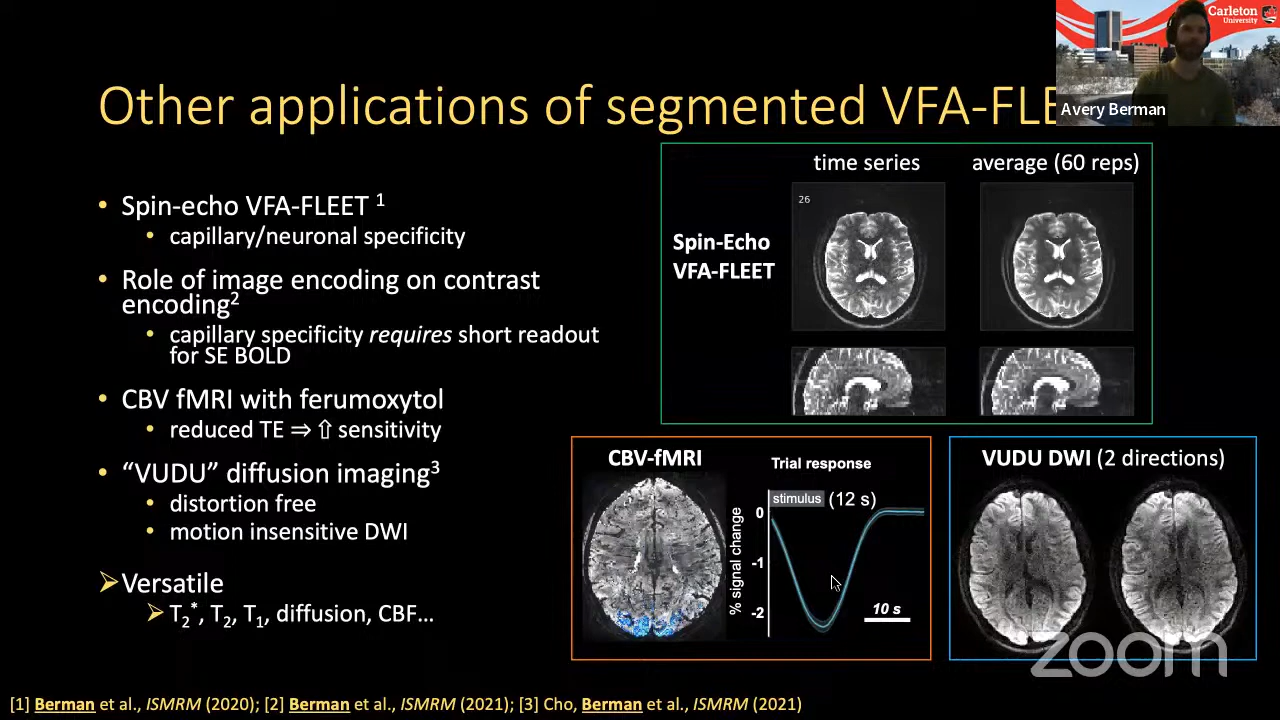 Carleton
University
Avery Berman
Other applications of segmented VFA-FLE
• Spin-echo VFA-FLEET 1
• capillary/neuronal specificity
• Role of image encoding on contrast
encoding2
• capillary specificity requires short readout
for SE BOLD
• CBV fMRI with ferumoxytol
• reduced TE ⇒ ⇧ sensitivity
• “VUDU” diffusion imaging3
• distortion free
• motion insensitive DWI
➢ Versatile
➢ T2*, T2, T1, diffusion, CBF...
time series
average (60 reps)
26
Spin-Echo
VFA-FLEET
CBV-fMRI
Trial response
stimulus (12 s)
% signal change
0
-1
-2
10 s
VUDU DWI (2 directions)
zoom
[1] Berman et al., ISMRM (2020); [2] Berman et al., ISMRM (2021); [3] Cho, Berman et al., ISMRM (2021)